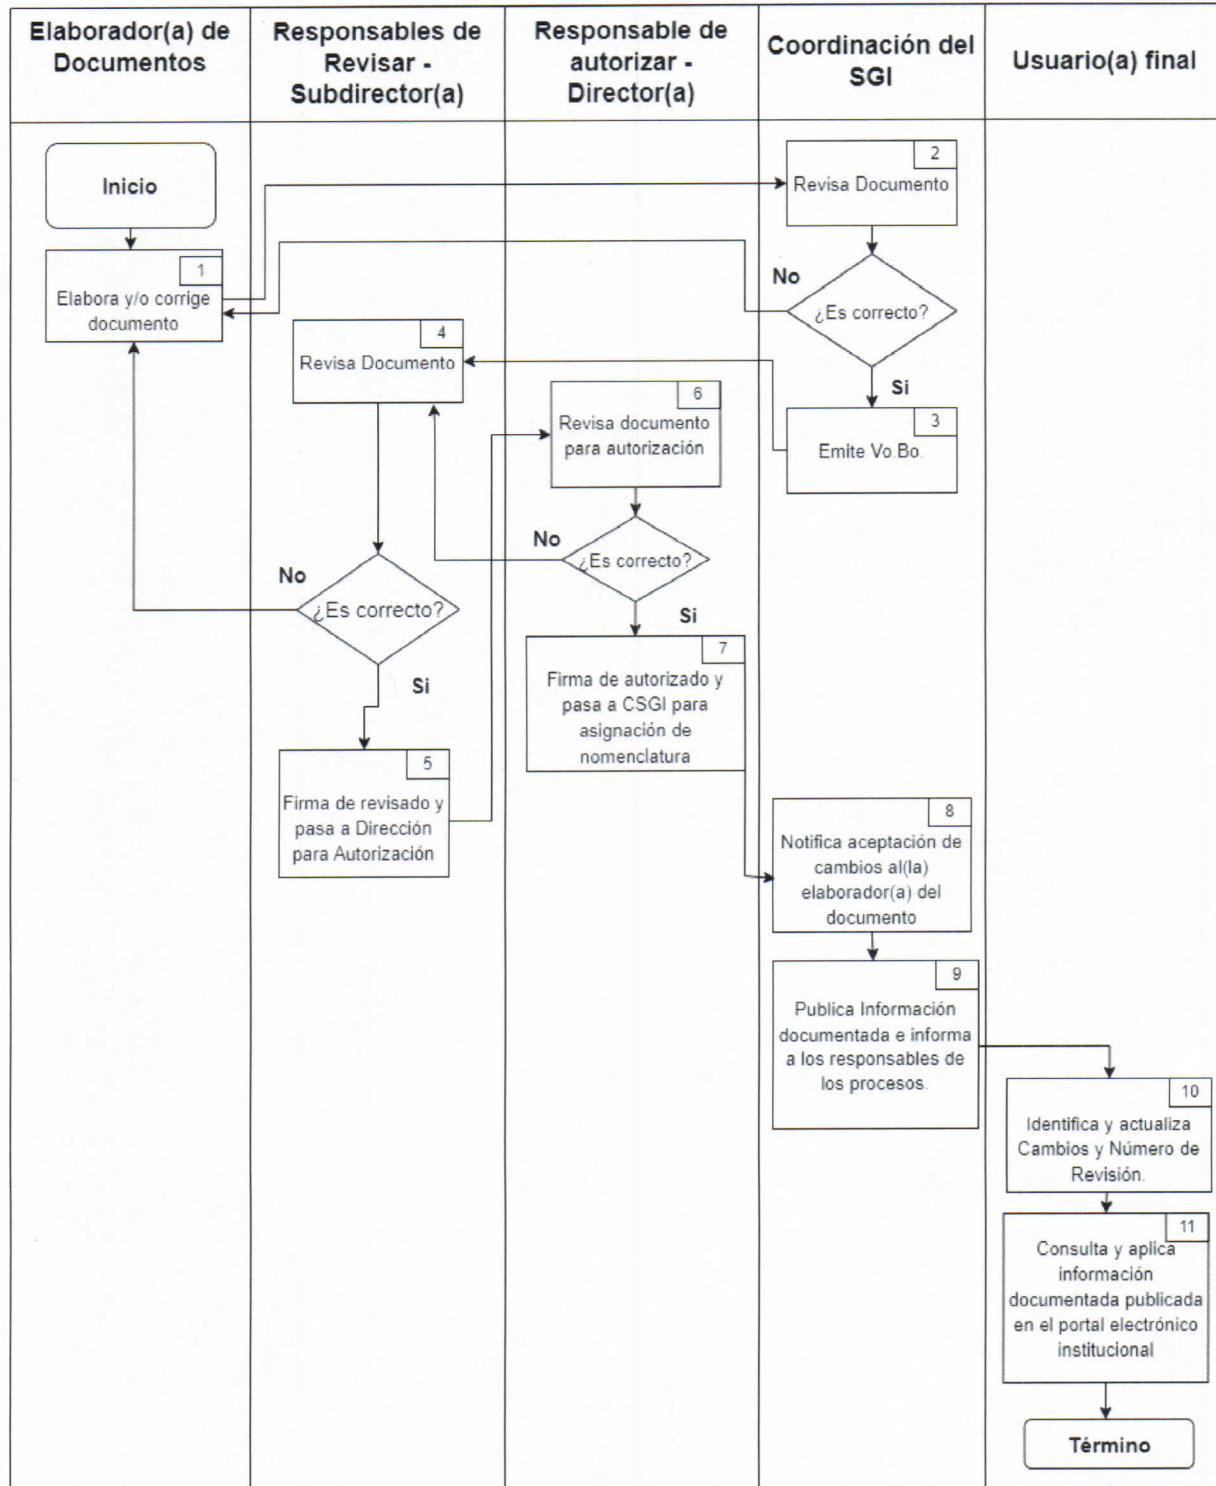 Elaborador(a) de
Documentos
Responsables de
Revisar -
Subdirector(a)
Responsable de
autorizar -
Director(a)
Coordinación del
SGI
Usuario(a) final
Inicio
1
Elabora y/o corrige
documento
2
Revisa Documento
No
¿Es correcto?
Si
3
Emite Vo.Bo.
4
Revisa Documento
No
¿Es correcto?
Si
5
Firma de revisado y
pasa a Dirección
para Autorización
6
Revisa documento
para autorización
No
¿Es correcto?
Si
7
Firma de autorizado y
pasa a CSGI para
asignación de
nomenclatura
8
Notifica aceptación de
cambios al(la)
elaborador(a) del
documento
9
Publica Información
documentada e informa
a los responsables de
los procesos.
10
Identifica y actualiza
Cambios y Número de
Revisión.
11
Consulta y aplica
información
documentada publicada
en el portal electrónico
institucional
Término